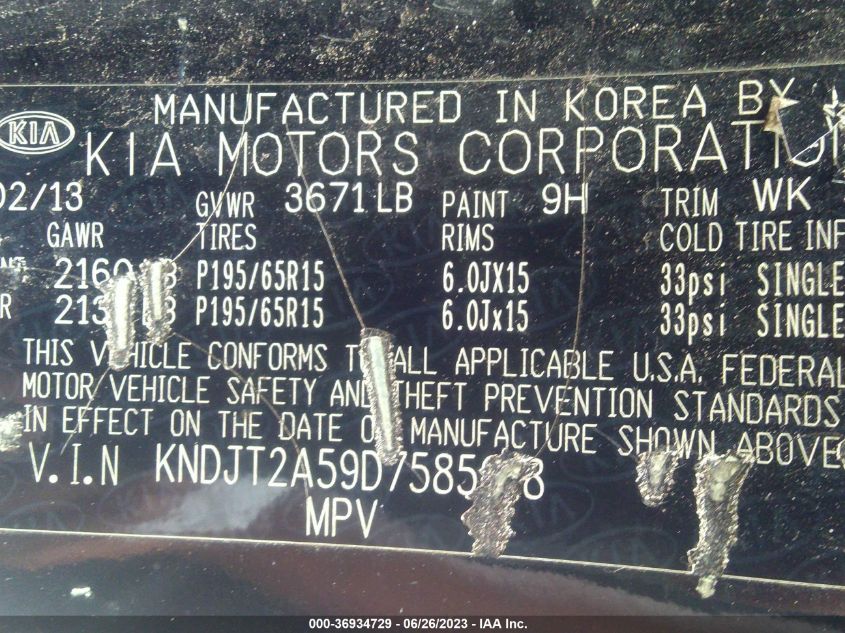 MANUFACTURED IN KOREA BY
KIA
KIA MOTORS CORPORATION
02/13 GVWR 3671LB PAINT 9H TRIM WK
GAWR TIRES RIMS COLD TIRE INF
P195/65R15 6.0JX15 33psi SINGLE
P195/65R15 6.0Jx15 33psi SINGLE
THIS VEHICLE CONFORMS TO ALL APPLICABLE U.S.A. FEDERAL
MOTOR VEHICLE SAFETY AND THEFT PREVENTION STANDARDS
IN EFFECT ON THE DATE OF MANUFACTURE SHOWN ABOVE
V.I.N
MPV
000-36934729 - 06/26/2023 - IAA Inc.